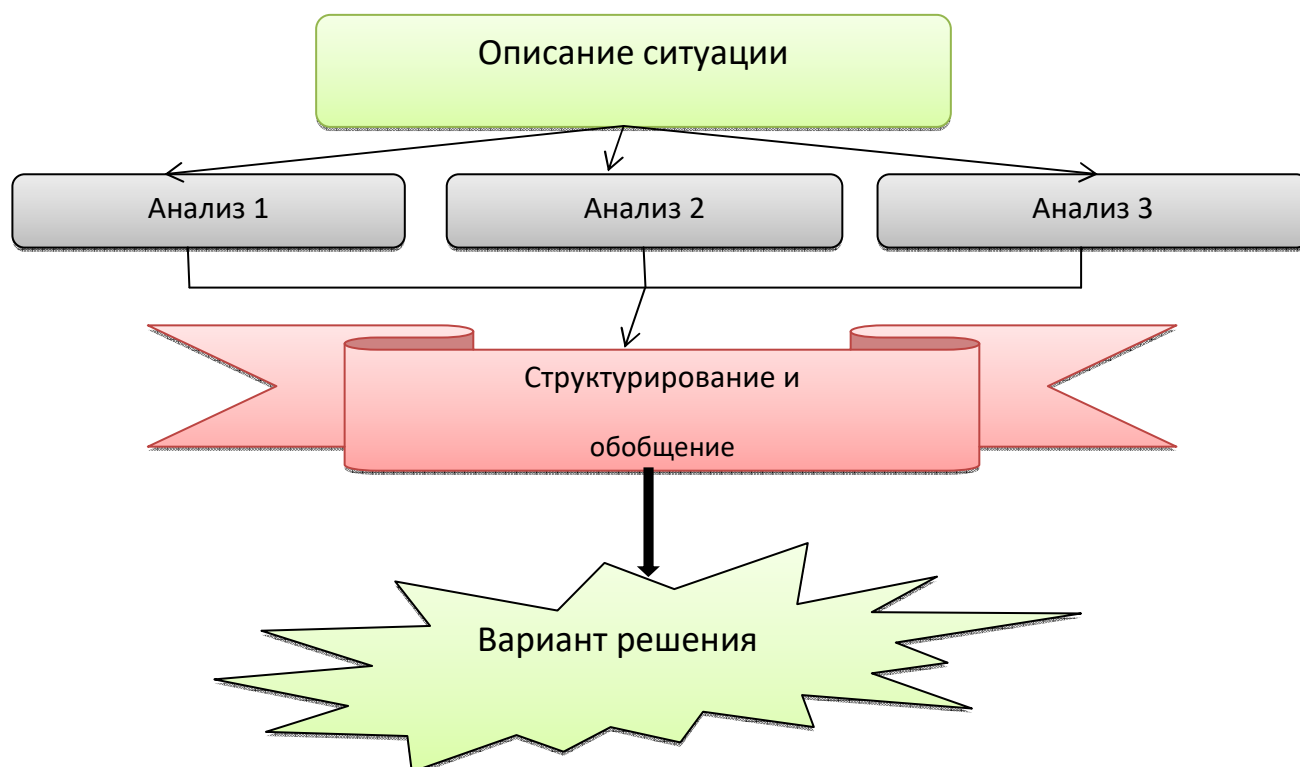 Описание ситуации
Анализ 1
Анализ 2
Анализ 3
Структурирование и
обобщение
Вариант решения